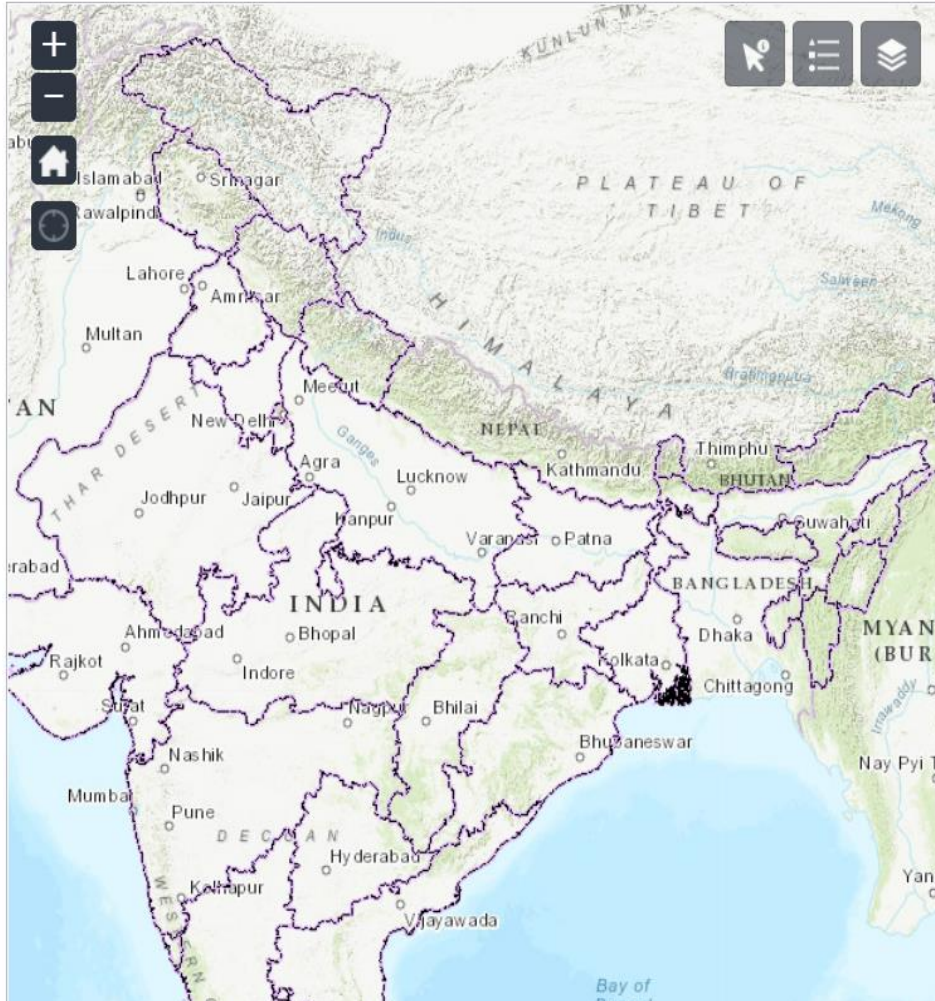 +
KUNLUN
−
Islamabad
Srinagar
Rawalpind
PLATEAU OF
TIBET
Mekong
Indus
Lahore
Amritsar
Salween
HIMALAYA
Multan
Meerut
Brahmaputra
THAR DESERT
New Delhi
NEPAL
Ganges
Agra
Kathmandu
Thimphu
BHUTAN
Lucknow
Jodhpur
Jaipur
Kanpur
Guwahati
Varanasi
Patna
erabad
INDIA
BANGLADESH
Ranchi
Ahmedabad
Bhopal
Dhaka
MYAN
(BUR
Rajkot
Indore
Kolkata
Chittagong
Surat
Nagpur
Bhilai
Irrawaddy
Bhubaneswar
Nashik
Nay Pyi T
Mumbai
Pune
DECCAN
Hyderabad
Kolhapur
Yan
WESTERN
Vijayawada
Bay of